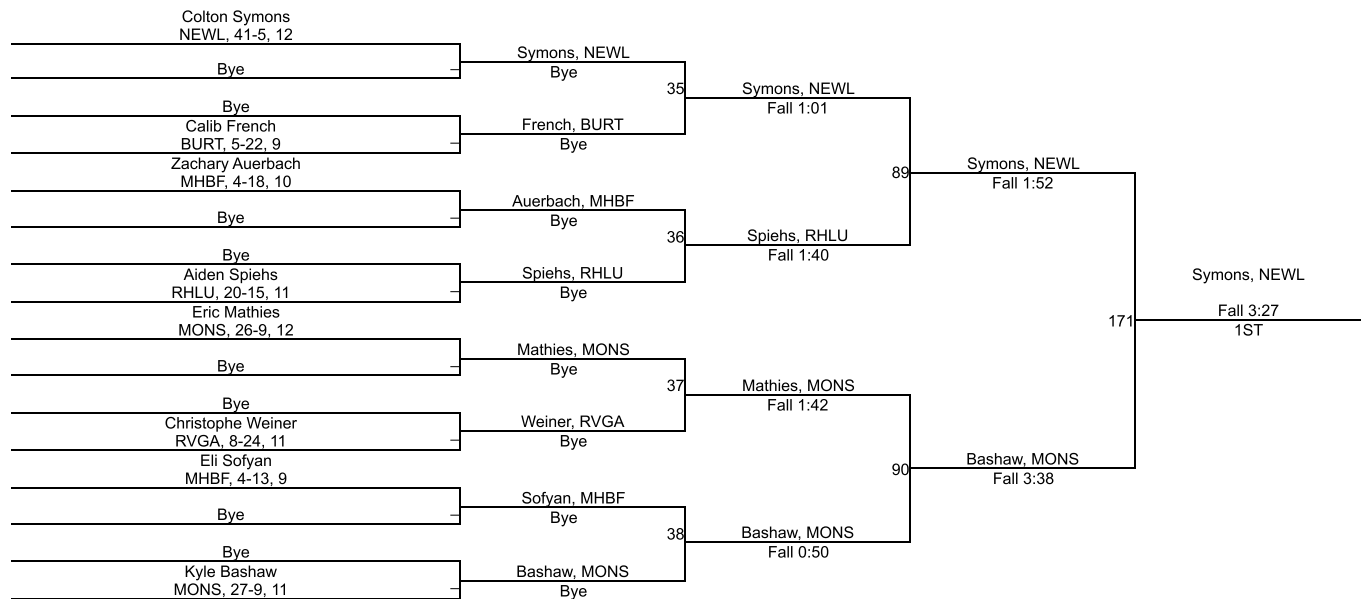 Colton Symons
NEWL, 41-5, 12
Bye
Bye
Calib French
BURT, 5-22, 9
Zachary Auerbach
MHBF, 4-18, 10
Bye
Bye
Aiden Spiehs
RHLU, 20-15, 11
Eric Mathies
MONS, 26-9, 12
Bye
Bye
Christophe Weiner
RVGA, 8-24, 11
Eli Sofyan
MHBF, 4-13, 9
Bye
Bye
Kyle Bashaw
MONS, 27-9, 11
Symons, NEWL
Bye
35
French, BURT
Bye
Auerbach, MHBF
Bye
36
Spiehs, RHLU
Bye
Mathies, MONS
Bye
37
Weiner, RVGA
Bye
Sofyan, MHBF
Bye
38
Bashaw, MONS
Bye
Symons, NEWL
Fall 1:01
89
Spiehs, RHLU
Fall 1:40
Mathies, MONS
Fall 1:42
90
Bashaw, MONS
Fall 0:50
Symons, NEWL
Fall 1:52
171
Bashaw, MONS
Fall 3:38
Symons, NEWL
Fall 3:27
1ST